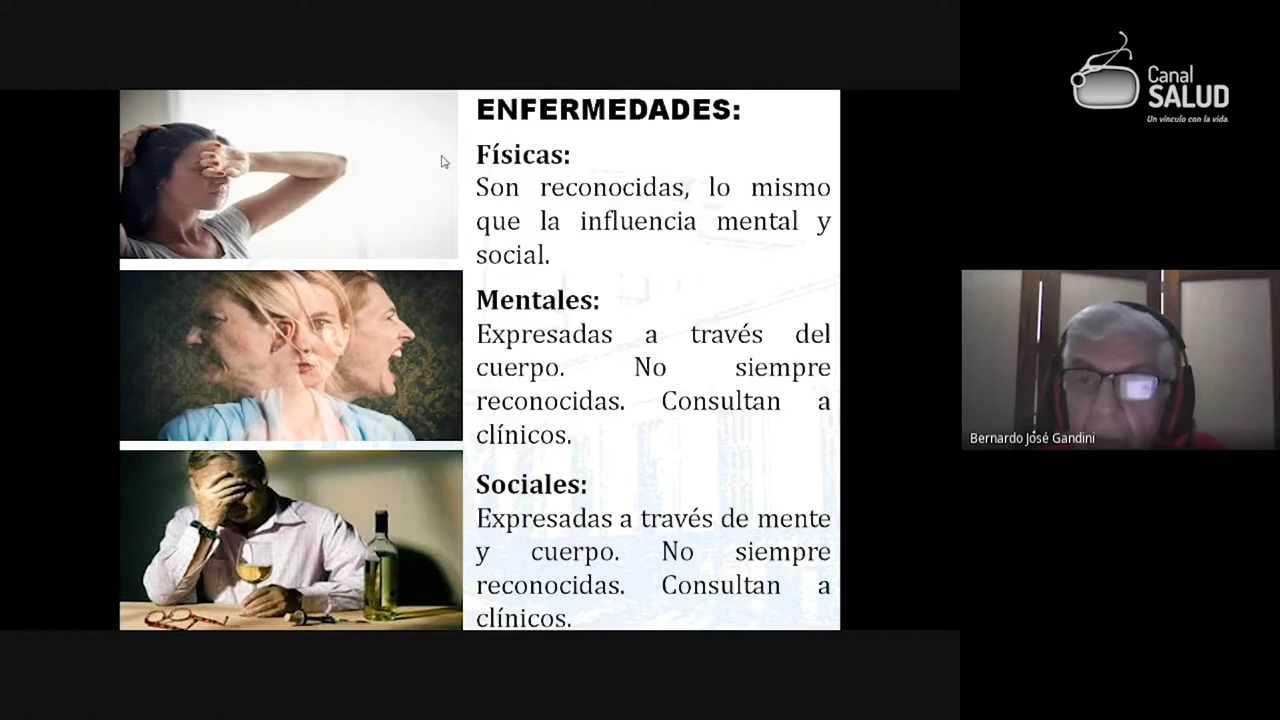 ENFERMEDADES:
Físicas:
Son reconocidas, lo mismo
que la influencia mental y
social.
Mentales:
Expresadas a través del
cuerpo. No siempre
reconocidas. Consultan a
clínicos.
Sociales:
Expresadas a través de mente
y cuerpo. No siempre
reconocidas. Consultan a
clínicos.
Canal
SALUD
Un vínculo con la vida.
Bernardo José Gandini